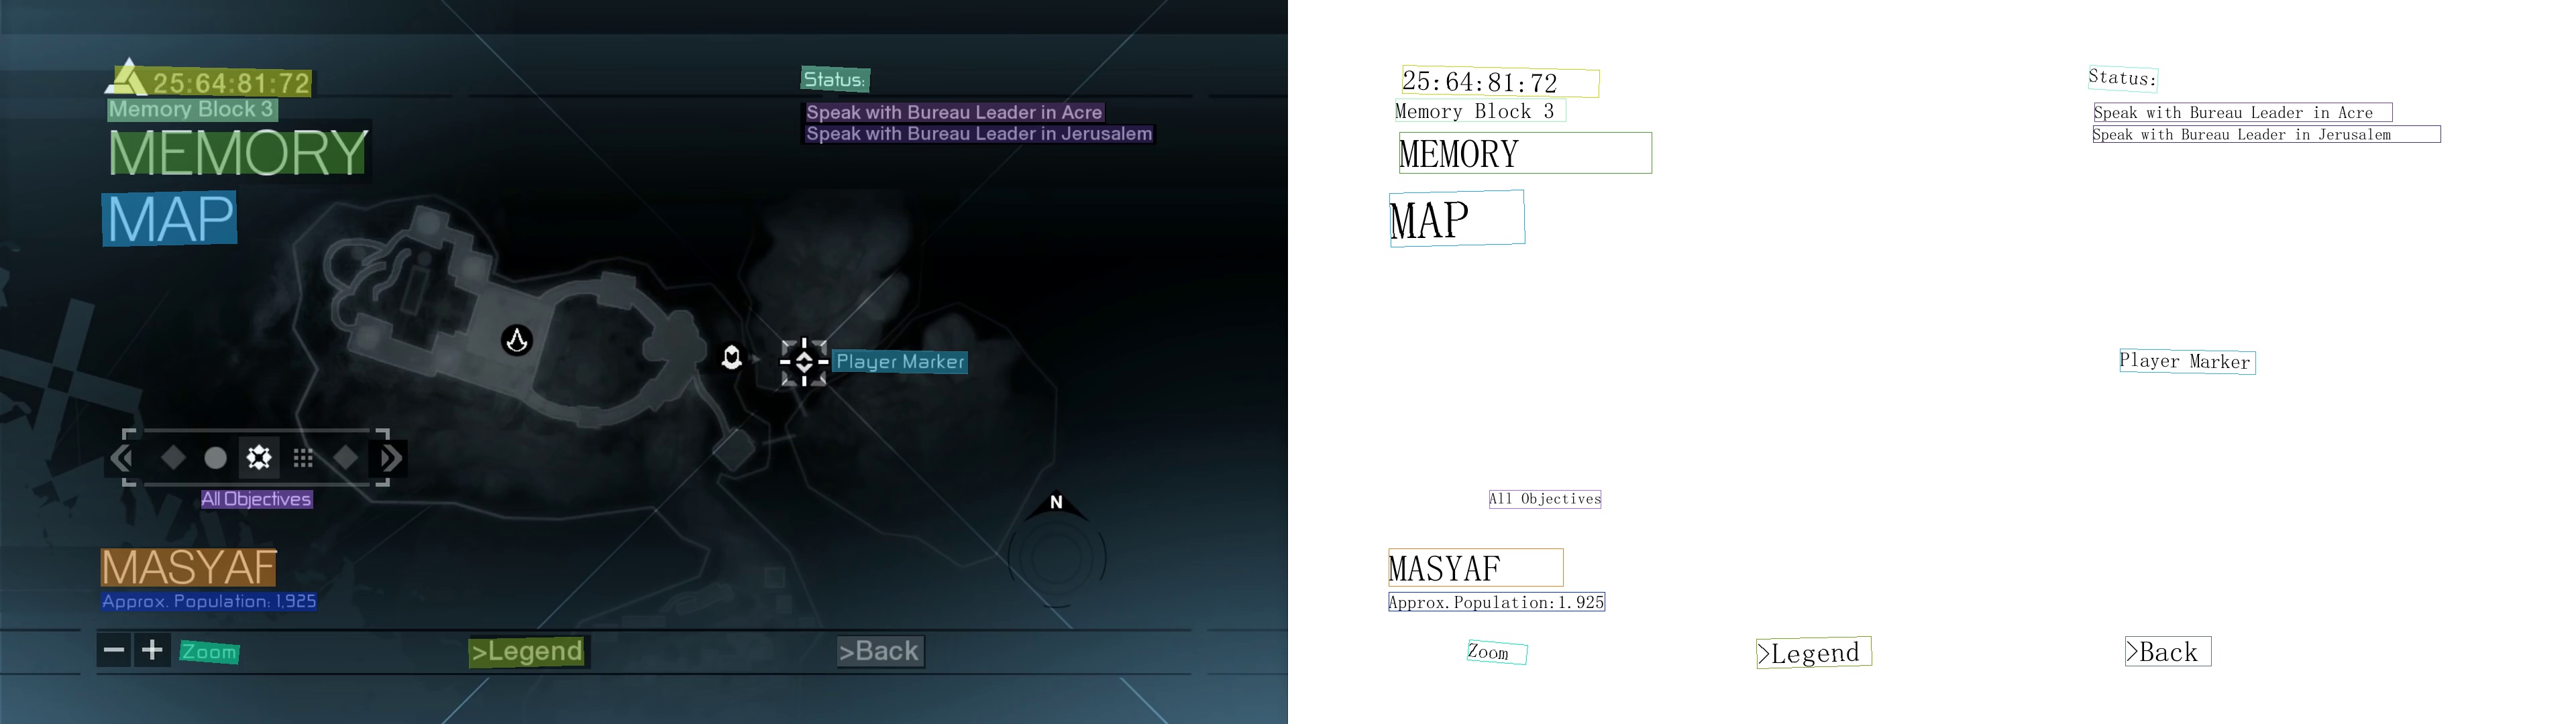 25:64:81:72
Memory Block 3
MEMORY
MAP
Status:
Speak with Bureau Leader in Acre
Speak with Bureau Leader in Jerusalem
Player Marker
All Objectives
N
MASYAF
Approx. Population: 1,925
Zoom
>Legend
>Back
25:64:81:72
Memory Block 3
MEMORY
MAP
Status:
Speak with Bureau Leader in Acre
Speak with Bureau Leader in Jerusalem
Player Marker
All Objectives
MASYAF
Approx.Population:1.925
Zoom
>Legend
>Back